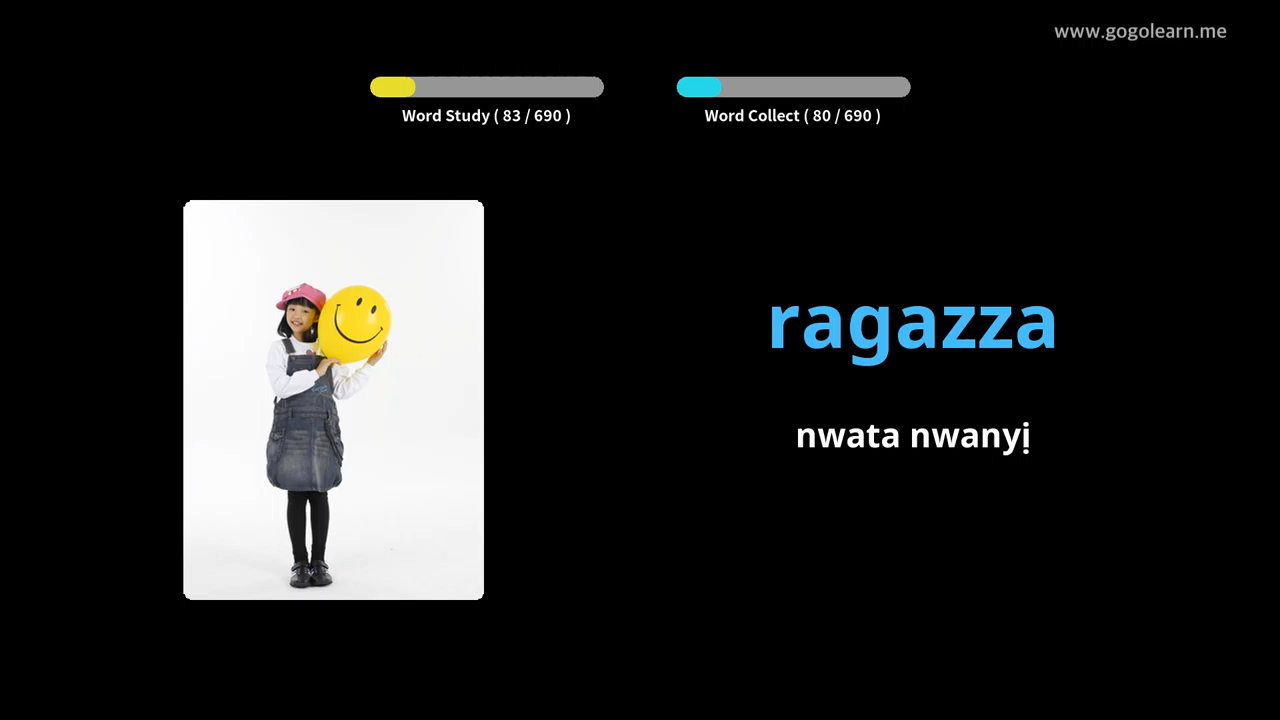 www.gogolearn.me
Word Study ( 83 / 690 )
Word Collect ( 80 / 690 )
ragazza
nwata nwanyị